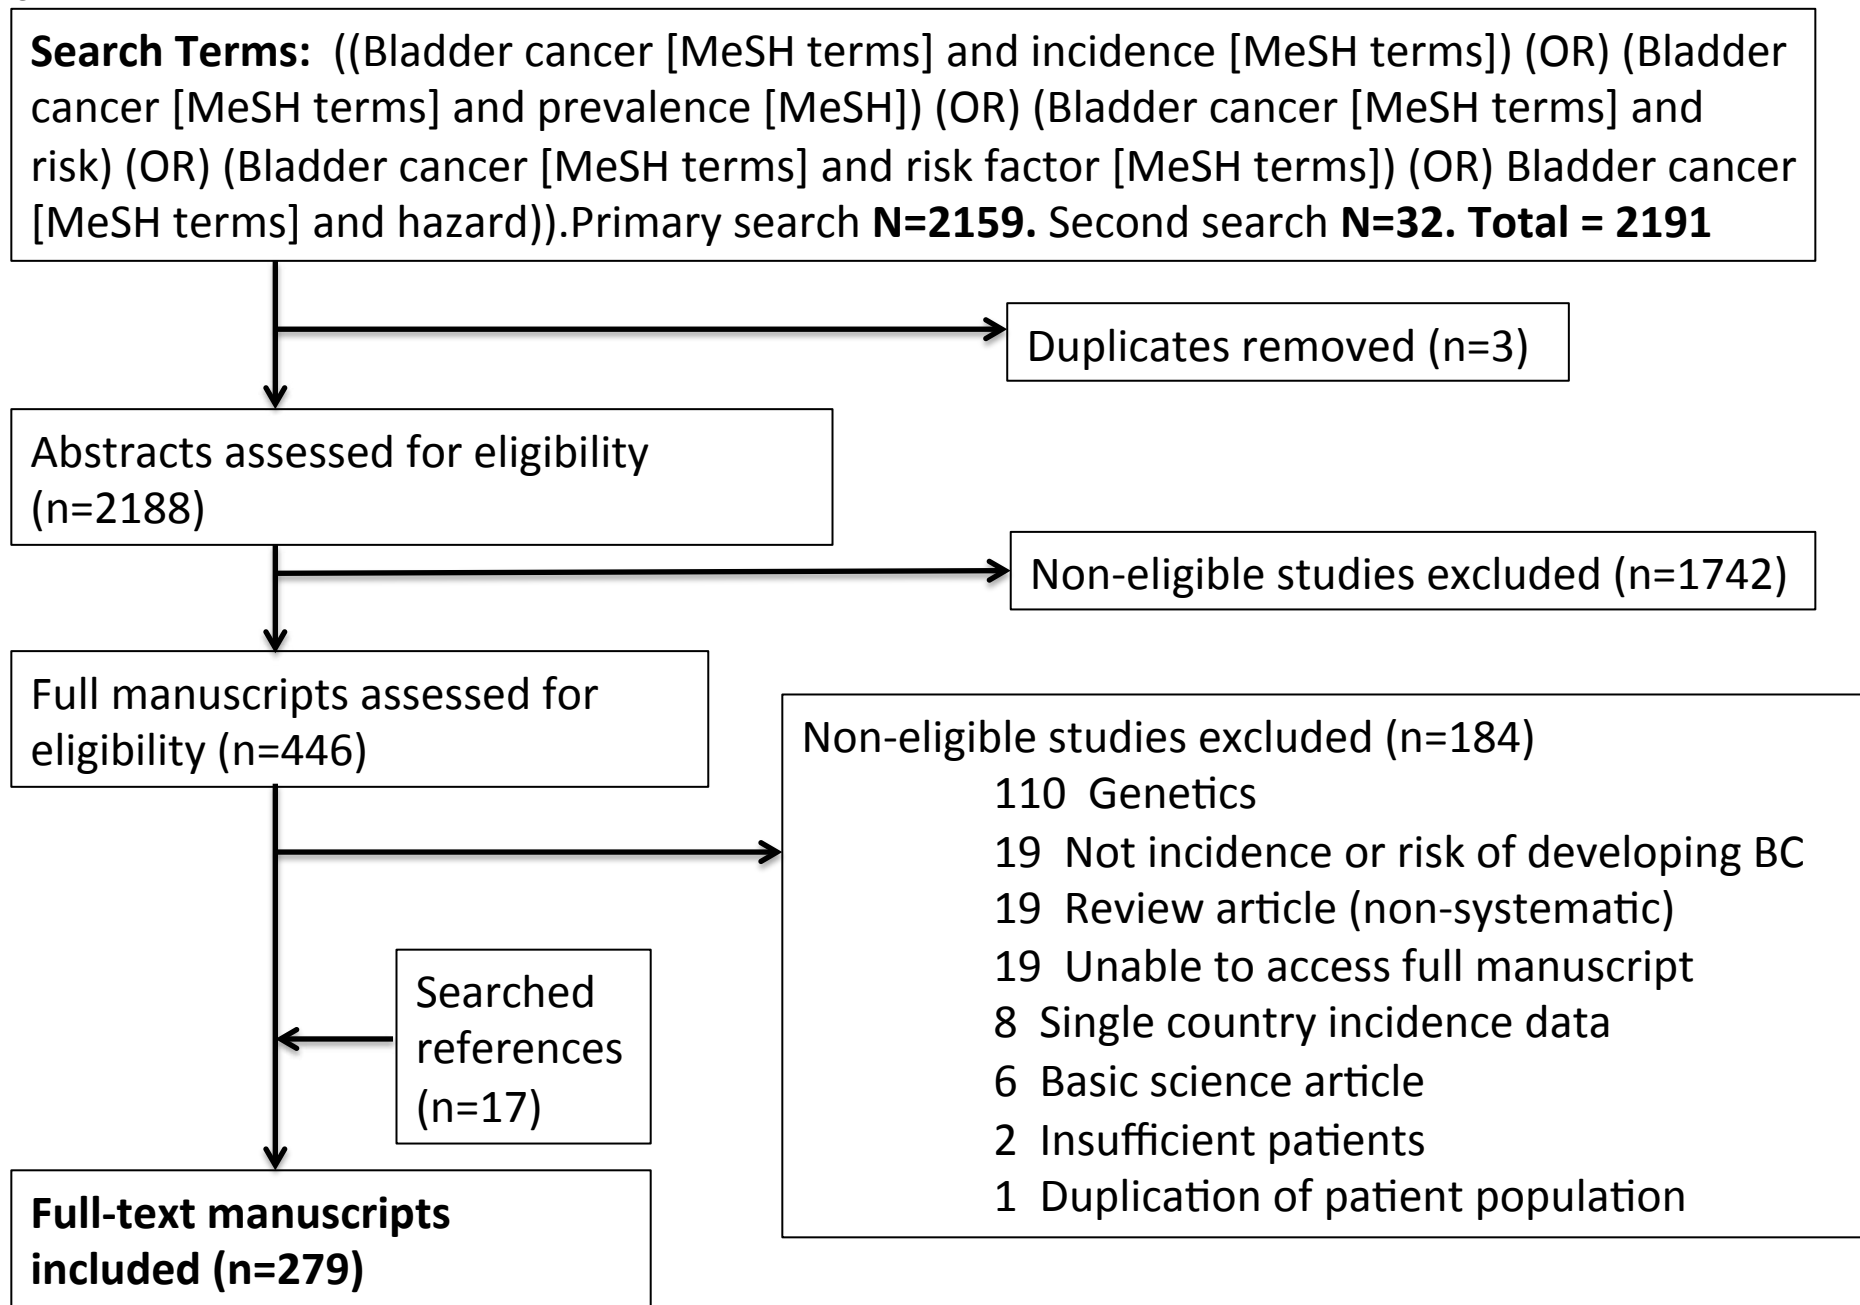 Search Terms: ((Bladder cancer [MeSH terms] and incidence [MeSH terms]) (OR) (Bladder
cancer [MeSH terms] and prevalence [MeSH]) (OR) (Bladder cancer [MeSH terms] and
risk) (OR) (Bladder cancer [MeSH terms] and risk factor [MeSH terms]) (OR) Bladder cancer
[MeSH terms] and hazard)).Primary search N=2159. Second search N=32. Total = 2191
Duplicates removed (n=3)
Abstracts assessed for eligibility
(n=2188)
Non-eligible studies excluded (n=1742)
Full manuscripts assessed for
eligibility (n=446)
Non-eligible studies excluded (n=184)
110 Genetics
19 Not incidence or risk of developing BC
19 Review article (non-systematic)
19 Unable to access full manuscript
8 Single country incidence data
6 Basic science article
2 Insufficient patients
1 Duplication of patient population
Searched
references
(n=17)
Full-text manuscripts
included (n=279)